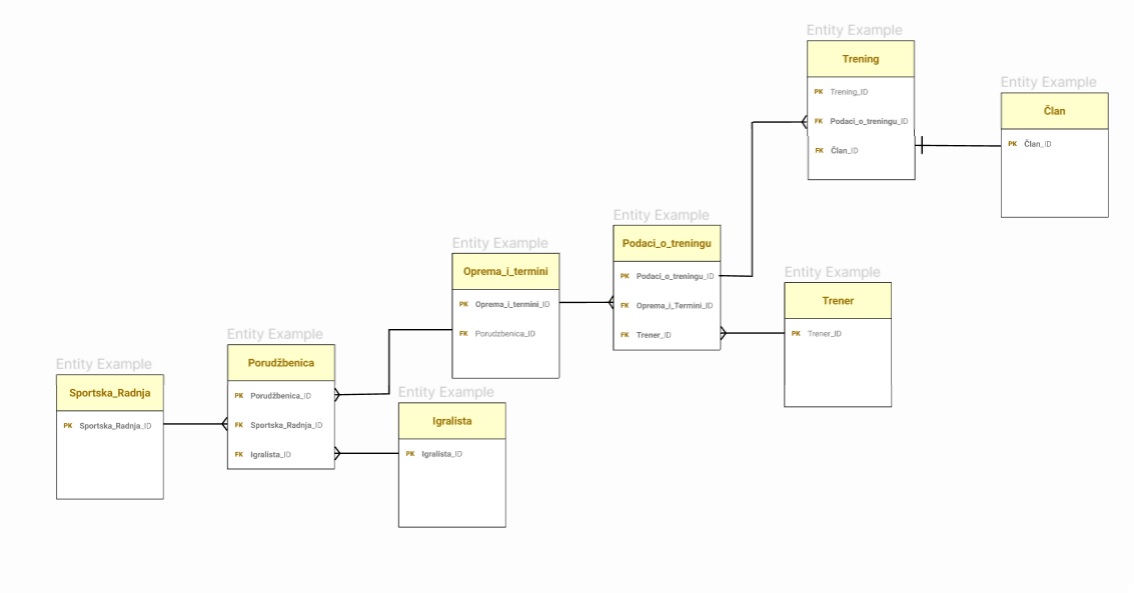 Entity Example
Trening
PK Trening_ID
FK Podaci_o_treningu_ID
FK Član_ID
Entity Example
Član
PK Član_ID
Entity Example
Podaci_o_treningu
PK Podaci_o_treningu_ID
FK Oprema_i_Termini_ID
FK Trener_ID
Entity Example
Oprema_i_termini
PK Oprema_i_termini_ID
FK Porudzbenica_ID
Entity Example
Trener
PK Trener_ID
Entity Example
Porudžbenica
PK Porudžbenica_ID
FK Sportska_Radnja_ID
FK Igralista_ID
Entity Example
Sportska_Radnja
PK Sportska_Radnja_ID
Entity Example
Igralista
PK Igralista_ID